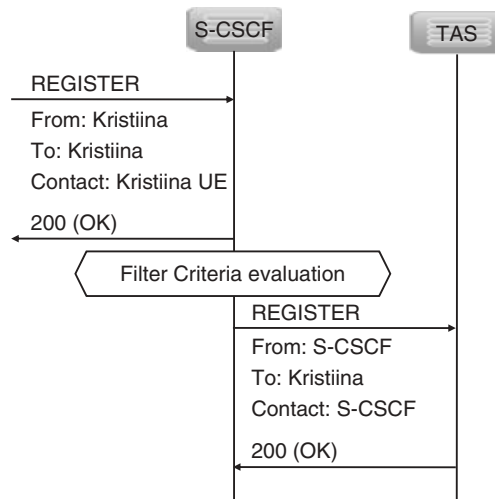 S-CSCF
TAS
REGISTER
From: Kristiina
To: Kristiina
Contact: Kristiina UE
200 (OK)
Filter Criteria evaluation
REGISTER
From: S-CSCF
To: Kristiina
Contact: S-CSCF
200 (OK)